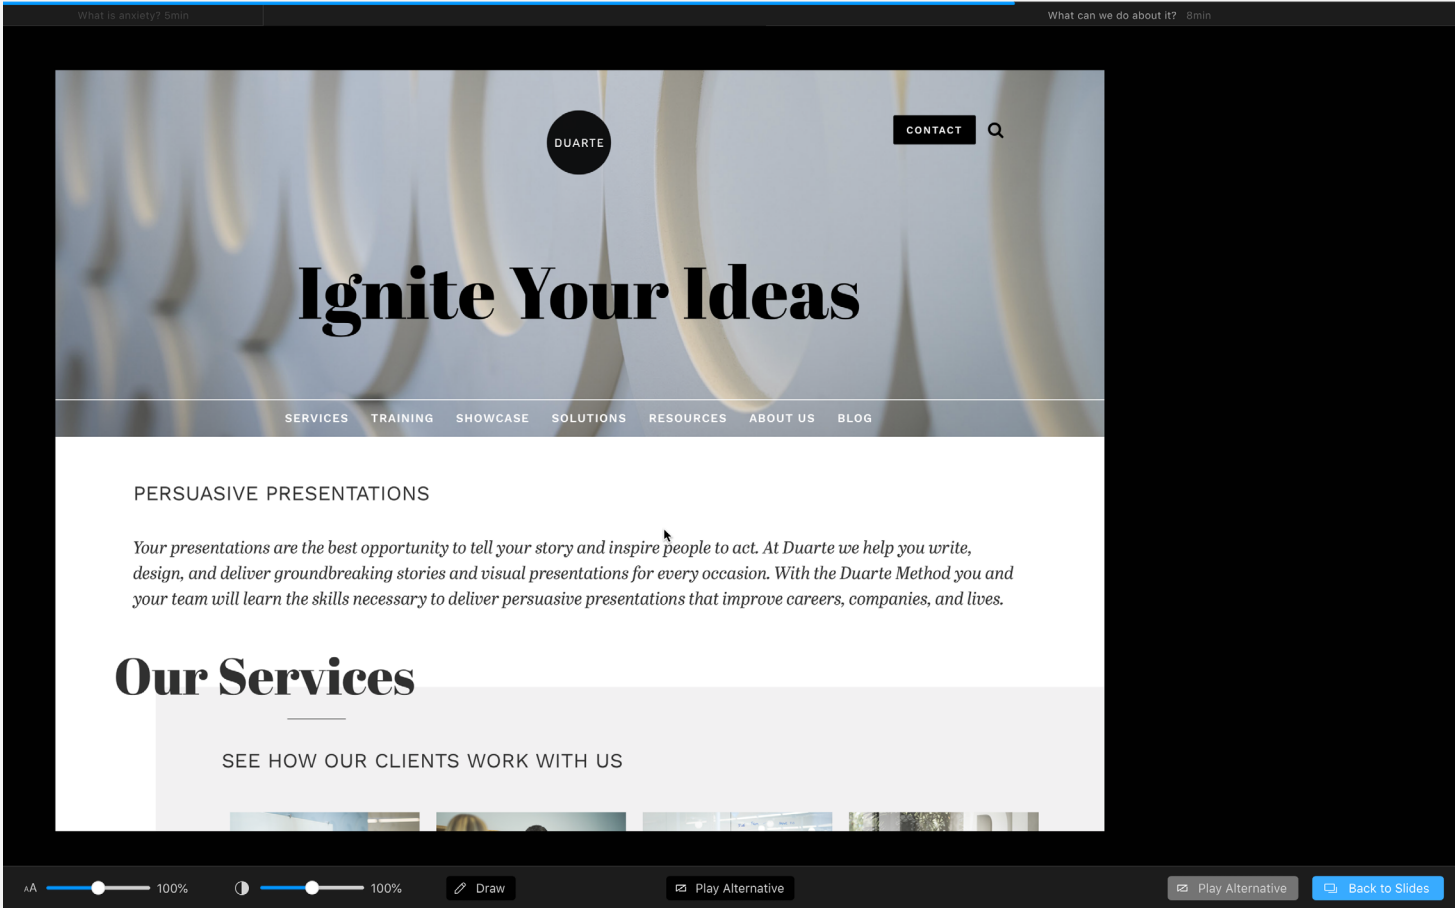 What is anxiety? 5min
What can we do about it? 8min
DUARTE
CONTACT
Ignite Your Ideas
SERVICES TRAINING SHOWCASE SOLUTIONS RESOURCES ABOUT US BLOG
PERSUASIVE PRESENTATIONS
Your presentations are the best opportunity to tell your story and inspire people to act. At Duarte we help you write,
design, and deliver groundbreaking stories and visual presentations for every occasion. With the Duarte Method you and
your team will learn the skills necessary to deliver persuasive presentations that improve careers, companies, and lives.
Our Services
SEE HOW OUR CLIENTS WORK WITH US
AA 100% 100% Draw Play Alternative Play Alternative Back to Slides